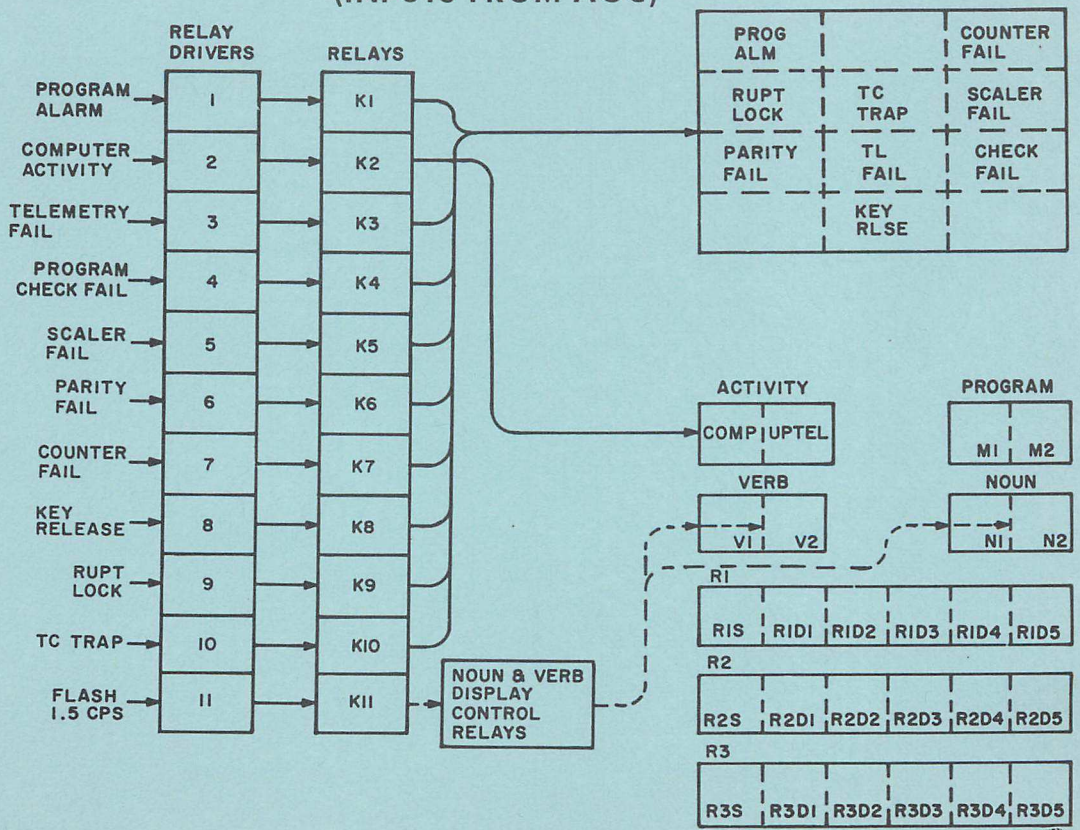 (INPUTS FROM AGC)
RELAY
DRIVERS
RELAYS
PROGRAM
ALARM
1
K1
COMPUTER
ACTIVITY
2
K2
TELEMETRY
FAIL
3
K3
PROGRAM
CHECK FAIL
4
K4
SCALER
FAIL
5
K5
PARITY
FAIL
6
K6
COUNTER
FAIL
7
K7
KEY
RELEASE
8
K8
RUPT
LOCK
9
K9
TC TRAP
10
K10
FLASH
1.5 CPS
11
K11
NOUN & VERB
DISPLAY
CONTROL
RELAYS
PROG
ALM
COUNTER
FAIL
RUPT
LOCK
TC
TRAP
SCALER
FAIL
PARITY
FAIL
TL
FAIL
CHECK
FAIL
KEY
RLSE
ACTIVITY
PROGRAM
COMP UPTEL
M1 M2
VERB
NOUN
V1 V2
N1 N2
R1
R1S R1D1 R1D2 R1D3 R1D4 R1D5
R2
R2S R2D1 R2D2 R2D3 R2D4 R2D5
R3
R3S R3D1 R3D2 R3D3 R3D4 R3D5